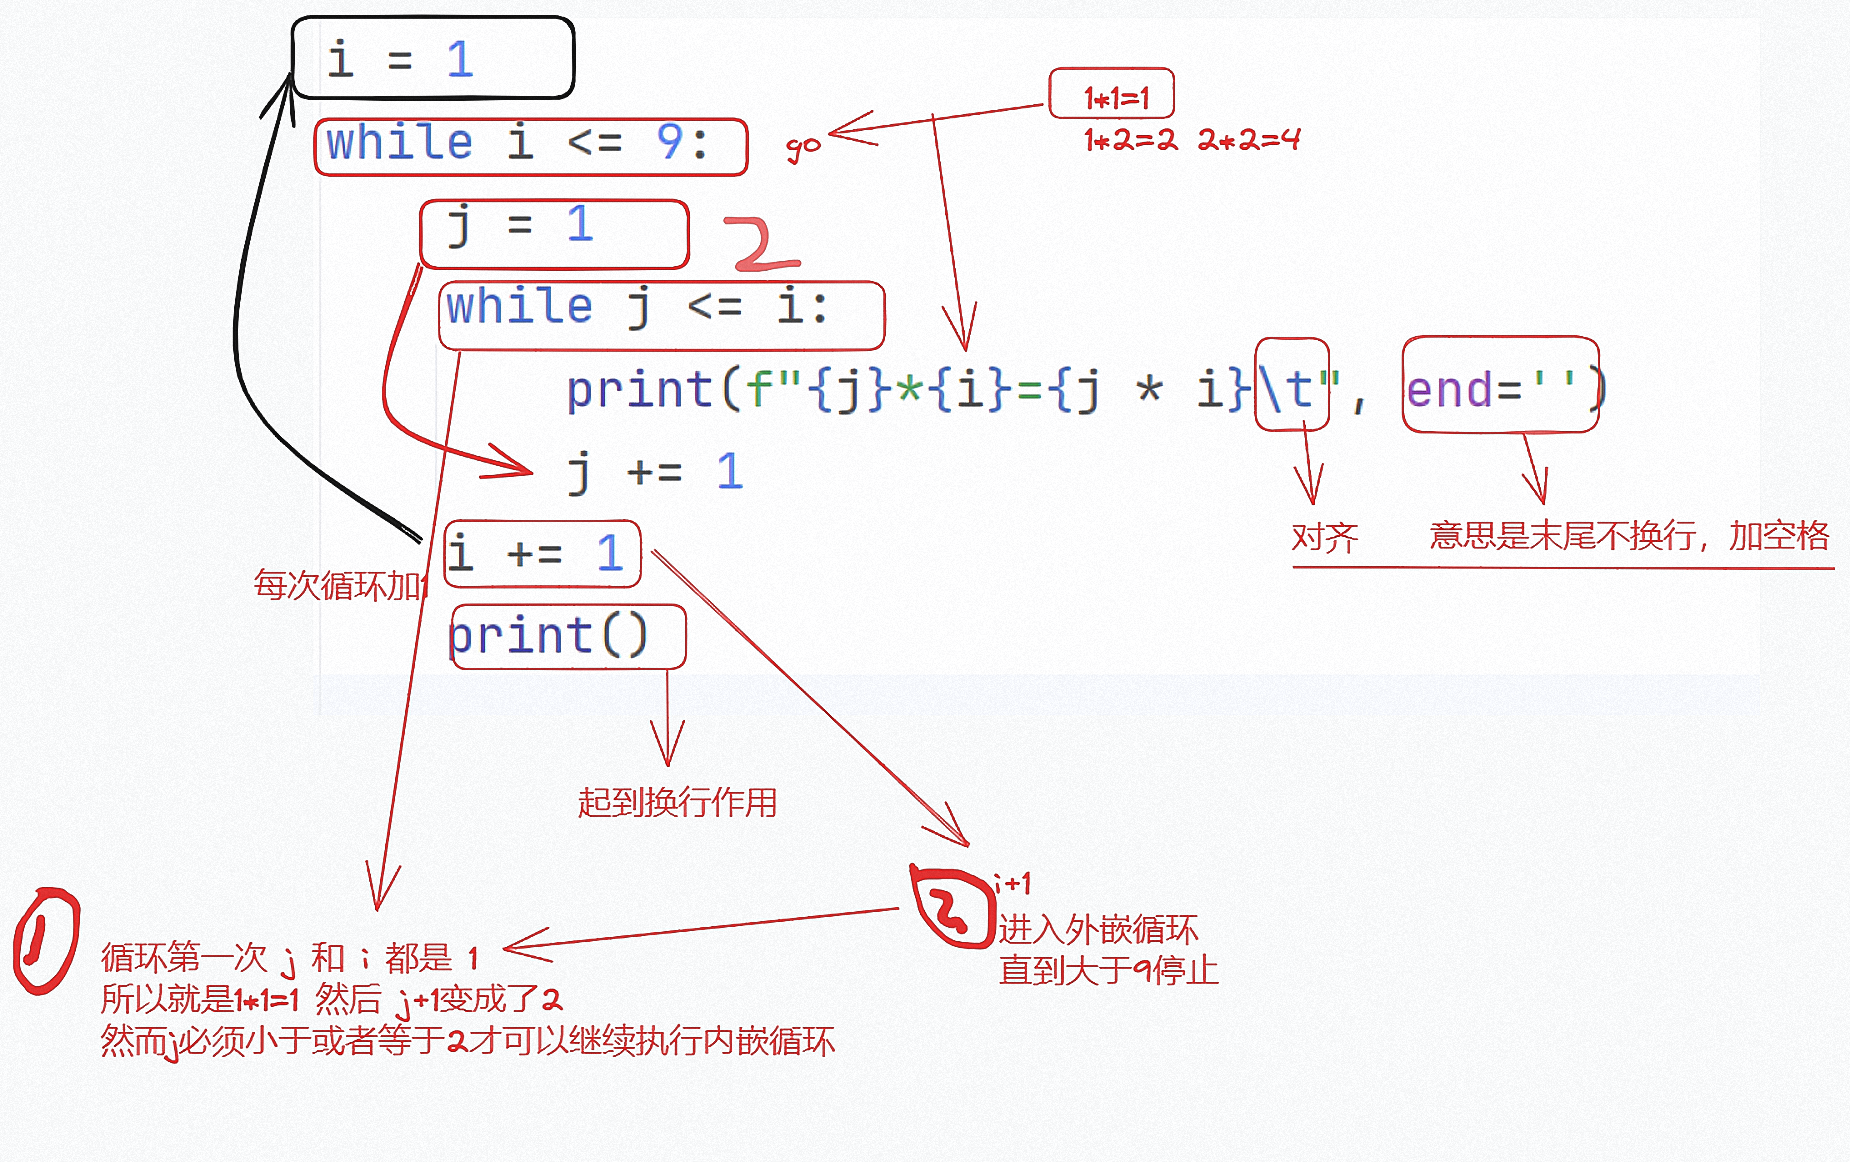 i = 1
1*1=1
while i <= 9:
go
1*2=2 2*2=4
j = 1
2
while j <= i:
print(f"{j}*{i}={j * i}\t", end='')
j += 1
对齐
意思是末尾不换行，加空格
i += 1
每次循环加1
print()
起到换行作用
2
i+1
进入外嵌循环
直到大于9停止
1
循环第一次 j 和 i 都是 1
所以就是1*1=1 然后 j+1变成了2
然而j必须小于或者等于2才可以继续执行内嵌循环